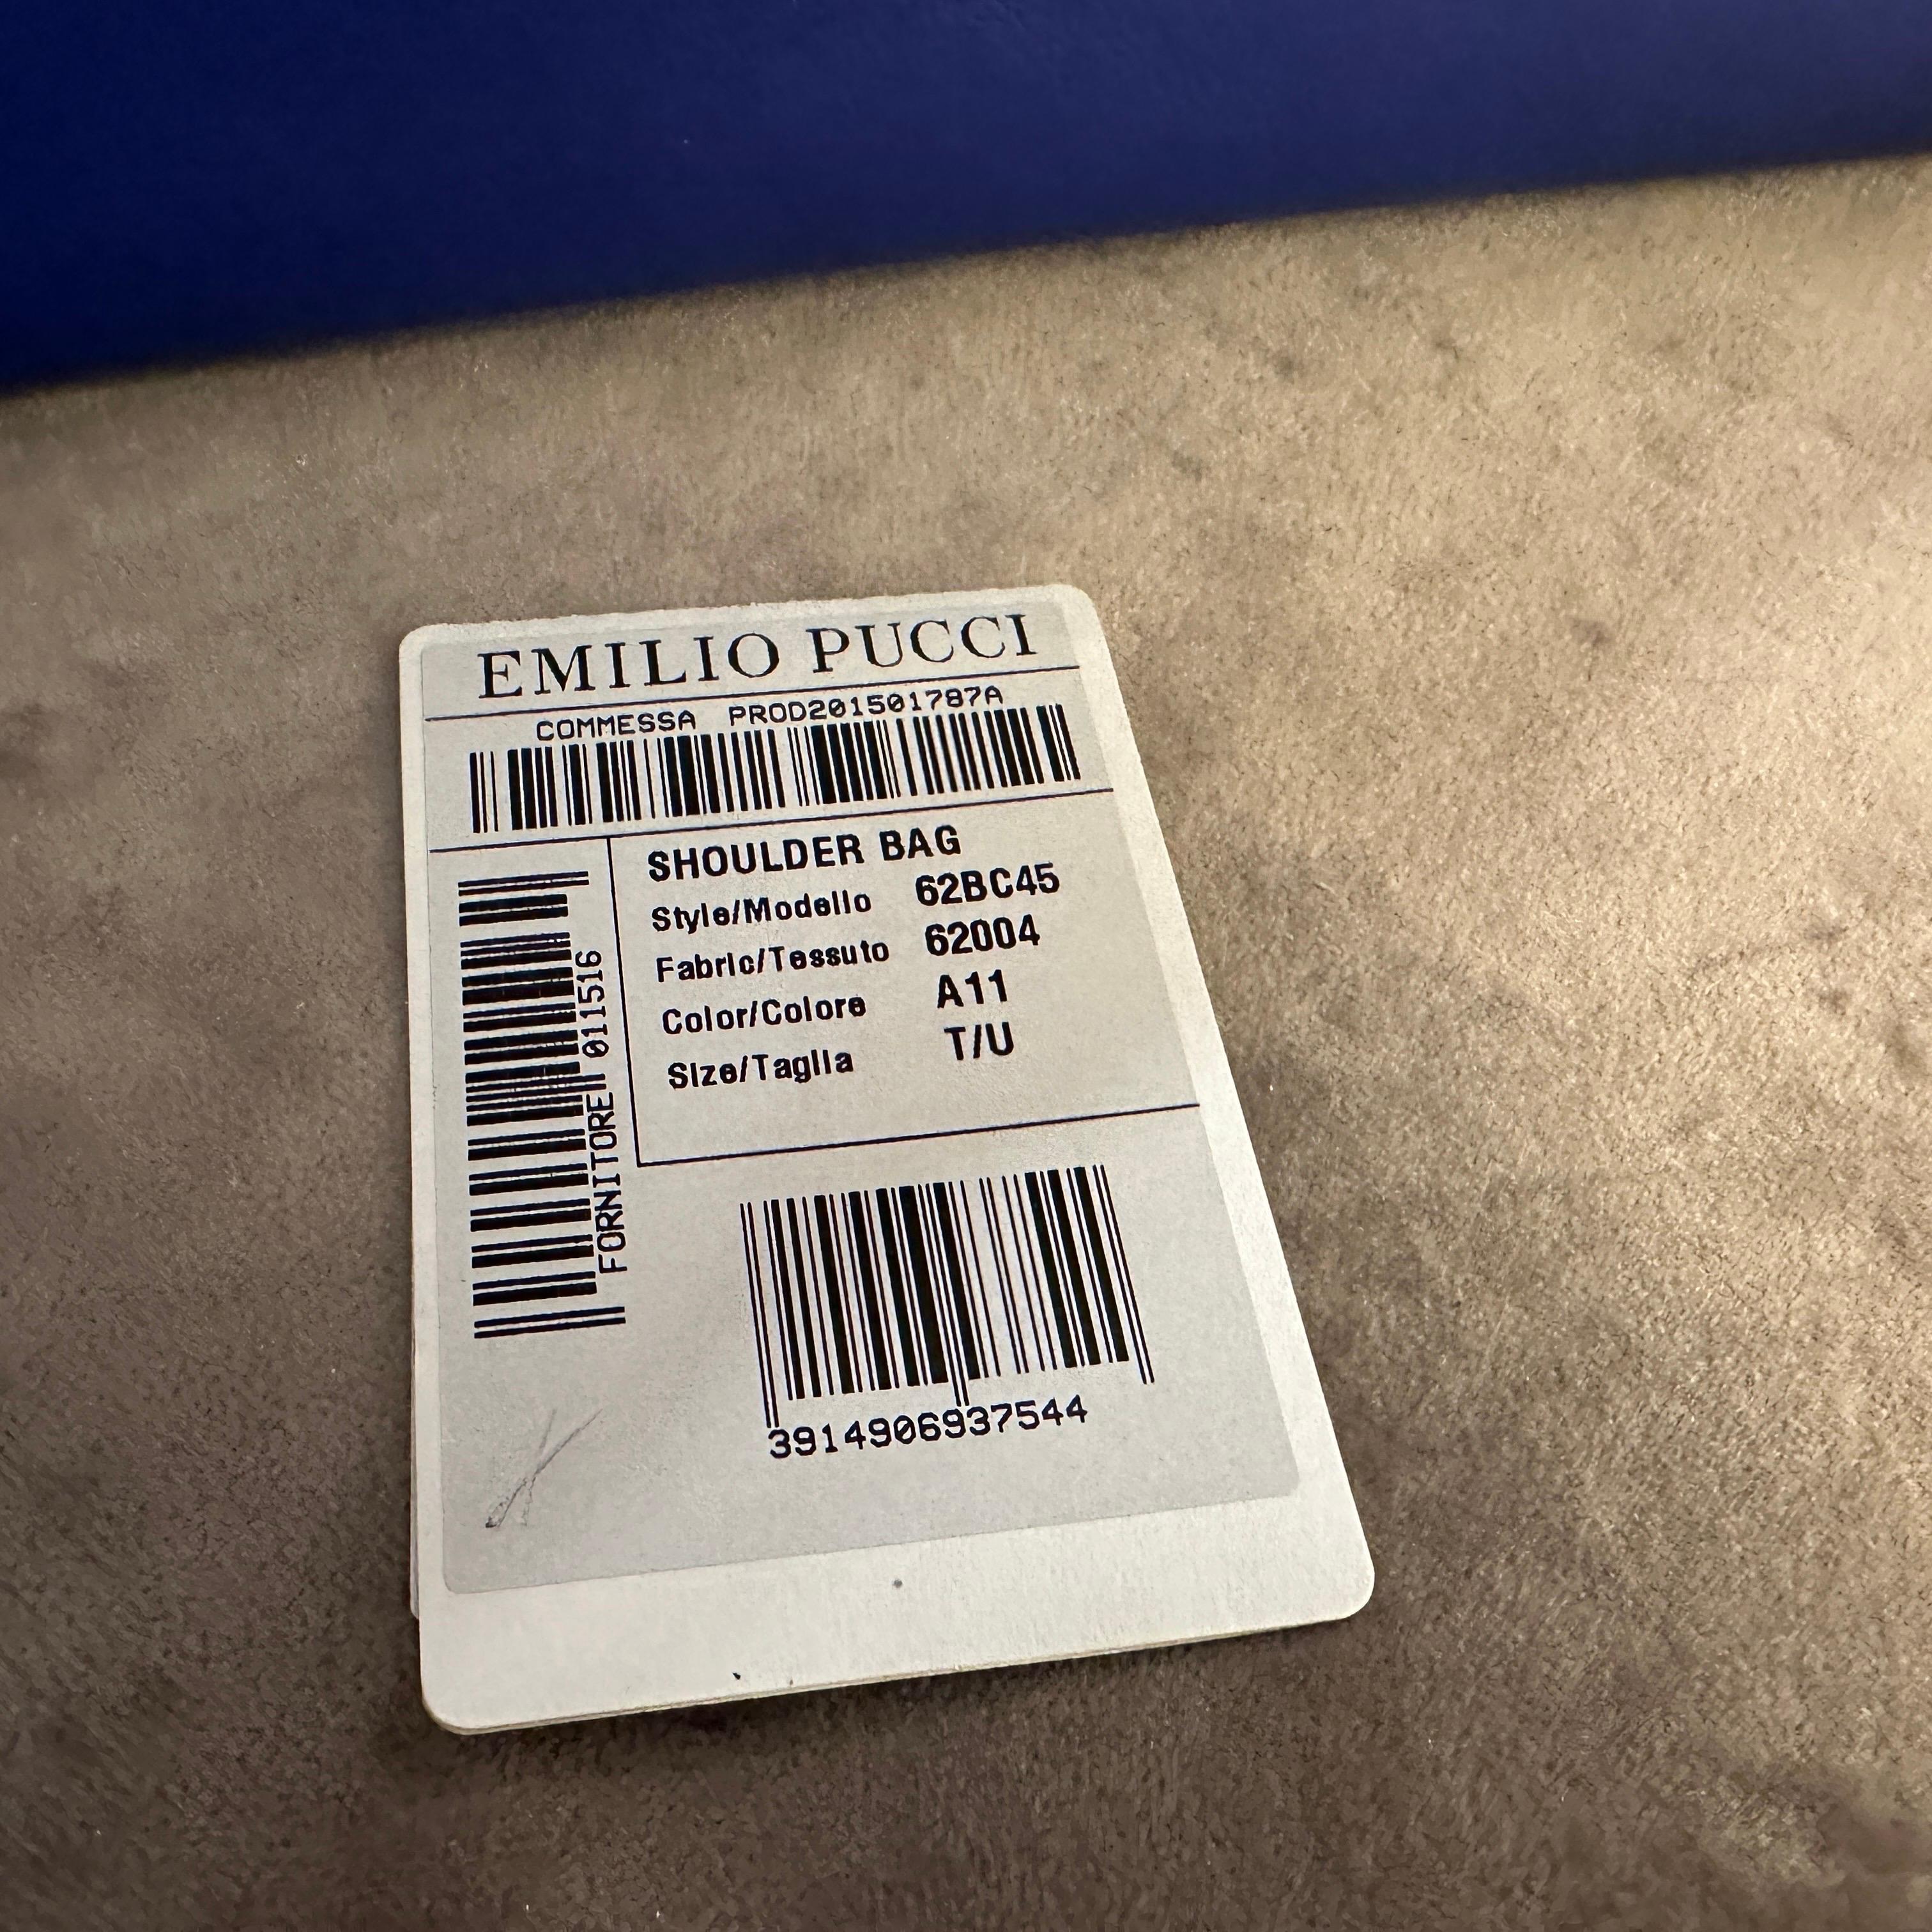 EMILIO PUCCI
COMMESSA PROD201501787A
SHOULDER BAG
Style/Modello 62BC45
Fabric/Tessuto 62004
Color/Colore A11
Size/Taglia T/U
FORNITORE 011516
3914906937544